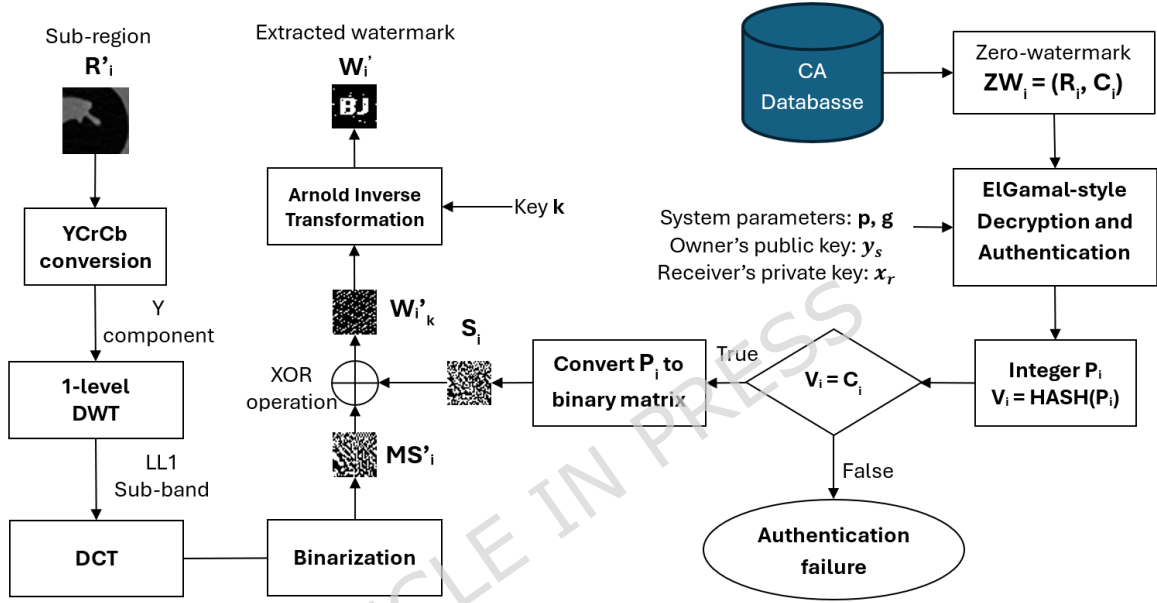 Sub-region
R'i
YCrCb
conversion
Y
component
1-level
DWT
LL1
Sub-band
DCT
Binarization
MS'i
XOR
operation
Wi'k
Arnold Inverse
Transformation
Key k
Extracted watermark
Wi'
BJ
CA
Databasse
Zero-watermark
ZWi = (Ri, Ci)
ElGamal-style
Decryption and
Authentication
System parameters: p, g
Owner's public key: ys
Receiver's private key: xr
Integer Pi
Vi = HASH(Pi)
Vi = Ci
True
Convert Pi to
binary matrix
Si
False
Authentication
failure
CLE IN PRESS